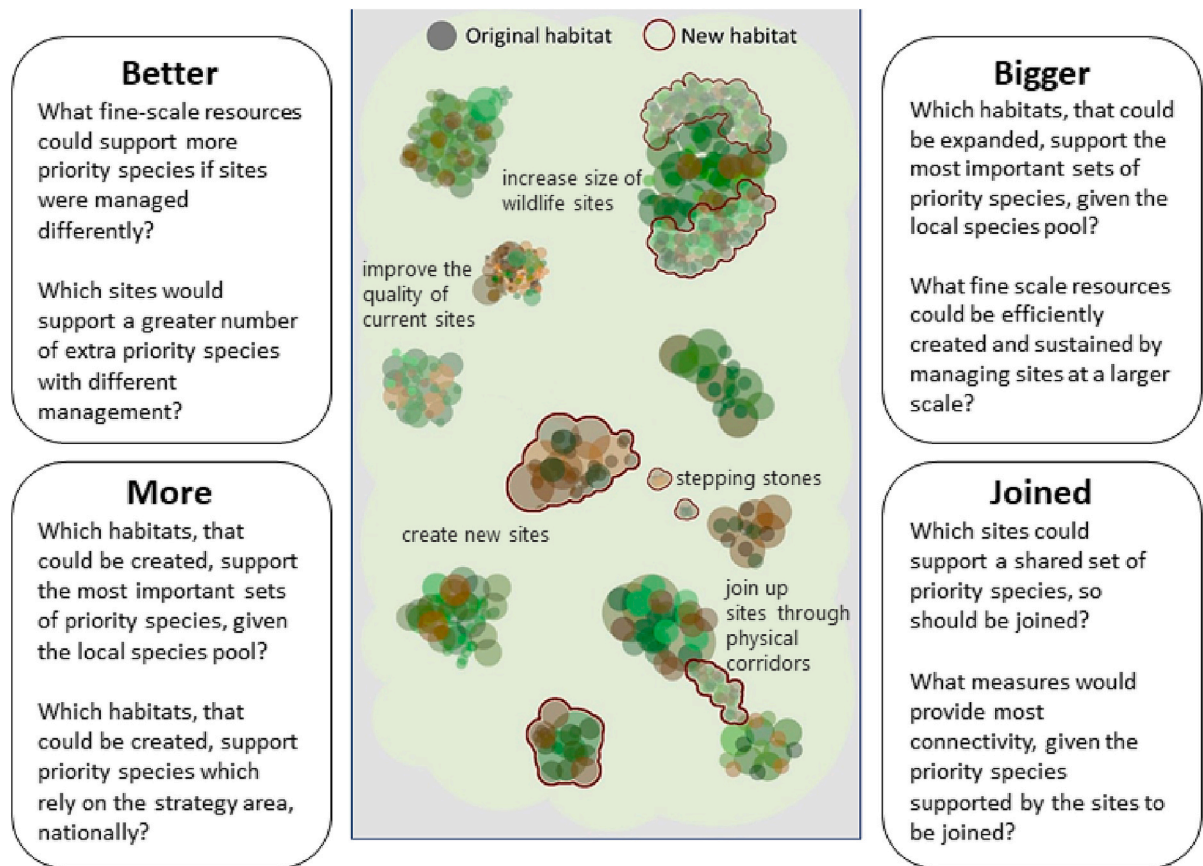 Better
What fine-scale resources
could support more
priority species if sites
were managed
differently?
Which sites would
support a greater number
of extra priority species
with different
management?
More
Which habitats, that
could be created, support
the most important sets
of priority species, given
the local species pool?
Which habitats, that
could be created, support
priority species which
rely on the strategy area,
nationally?
Original habitat
New habitat
increase size of
wildlife sites
improve the
quality of
current sites
stepping stones
create new sites
join up
sites through
physical
corridors
Bigger
Which habitats, that could
be expanded, support the
most important sets of
priority species, given the
local species pool?
What fine scale resources
could be efficiently
created and sustained by
managing sites at a larger
scale?
Joined
Which sites could
support a shared set of
priority species, so
should be joined?
What measures would
provide most
connectivity, given the
priority species
supported by the sites to
be joined?